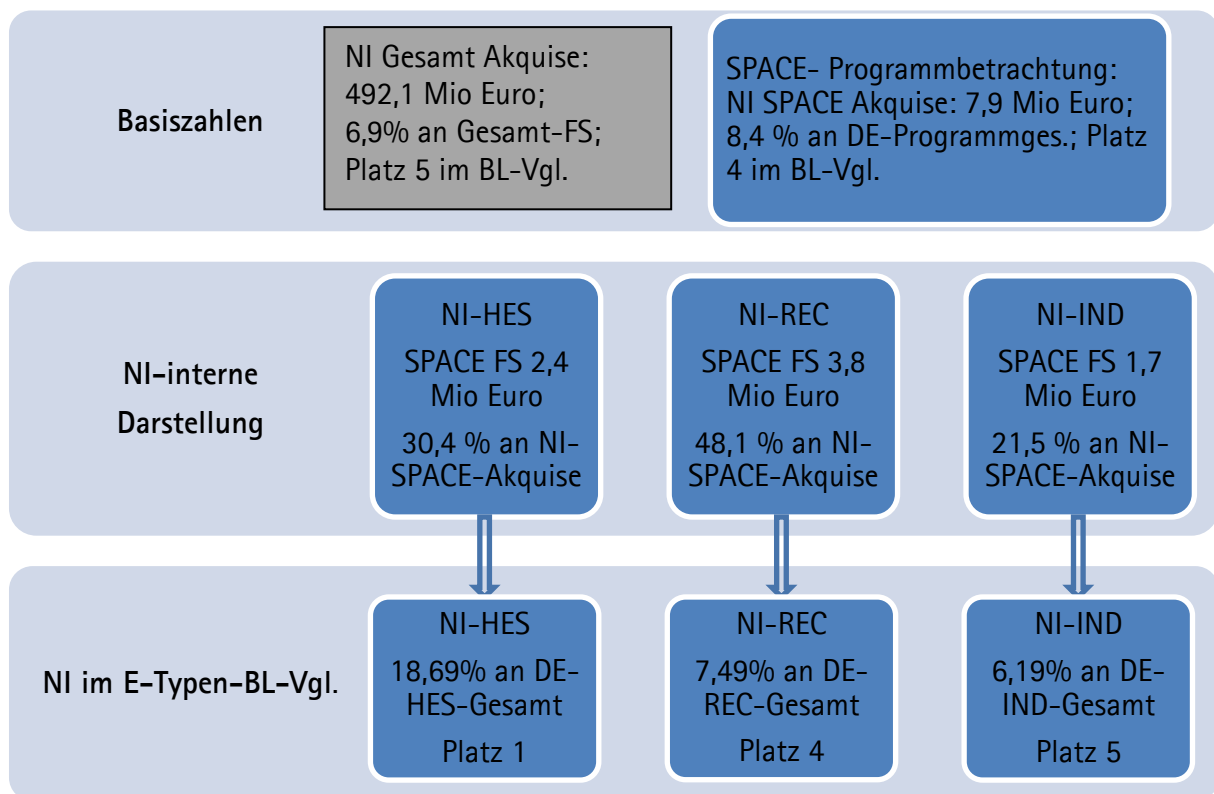 Basiszahlen
NI Gesamt Akquise:
492,1 Mio Euro;
6,9% an Gesamt-FS;
Platz 5 im BL-Vgl.
SPACE- Programmbetrachtung:
NI SPACE Akquise: 7,9 Mio Euro;
8,4 % an DE-Programmges.; Platz
4 im BL-Vgl.
NI-interne
Darstellung
NI-HES
SPACE FS 2,4
Mio Euro
30,4 % an NI-
SPACE-Akquise
NI-REC
SPACE FS 3,8
Mio Euro
48,1 % an NI-
SPACE-Akquise
NI-IND
SPACE FS 1,7
Mio Euro
21,5 % an NI-
SPACE-Akquise
NI im E-Typen-BL-Vgl.
NI-HES
18,69% an DE-
HES-Gesamt
Platz 1
NI-REC
7,49% an DE-
REC-Gesamt
Platz 4
NI-IND
6,19% an DE-
IND-Gesamt
Platz 5